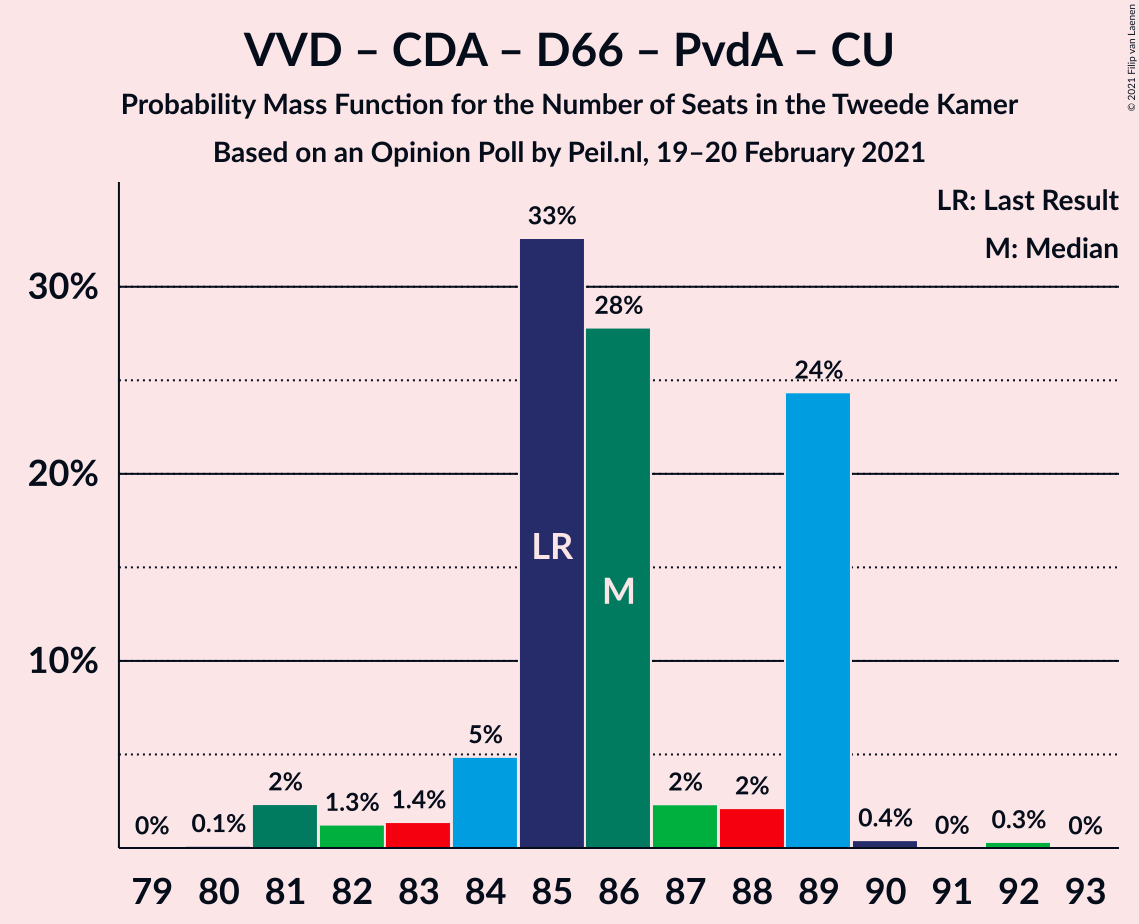 VVD – CDA – D66 – PvdA – CU
Probability Mass Function for the Number of Seats in the Tweede Kamer
Based on an Opinion Poll by Peil.nl, 19–20 February 2021
© 2021 Filip van Laenen
LR: Last Result
M: Median
30%
20%
10%
0%
0.1%
2%
1.3%
1.4%
5%
33%
28%
2%
2%
24%
0.4%
0%
0.3%
0%
LR
M
79 80 81 82 83 84 85 86 87 88 89 90 91 92 93